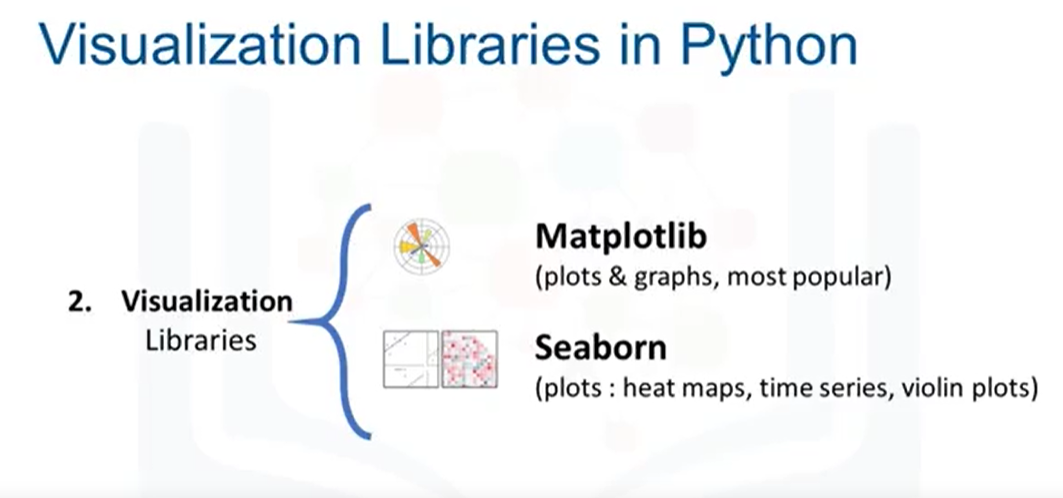 Visualization Libraries in Python
Matplotlib
(plots & graphs, most popular)
2. Visualization
Libraries
Seaborn
(plots : heat maps, time series, violin plots)